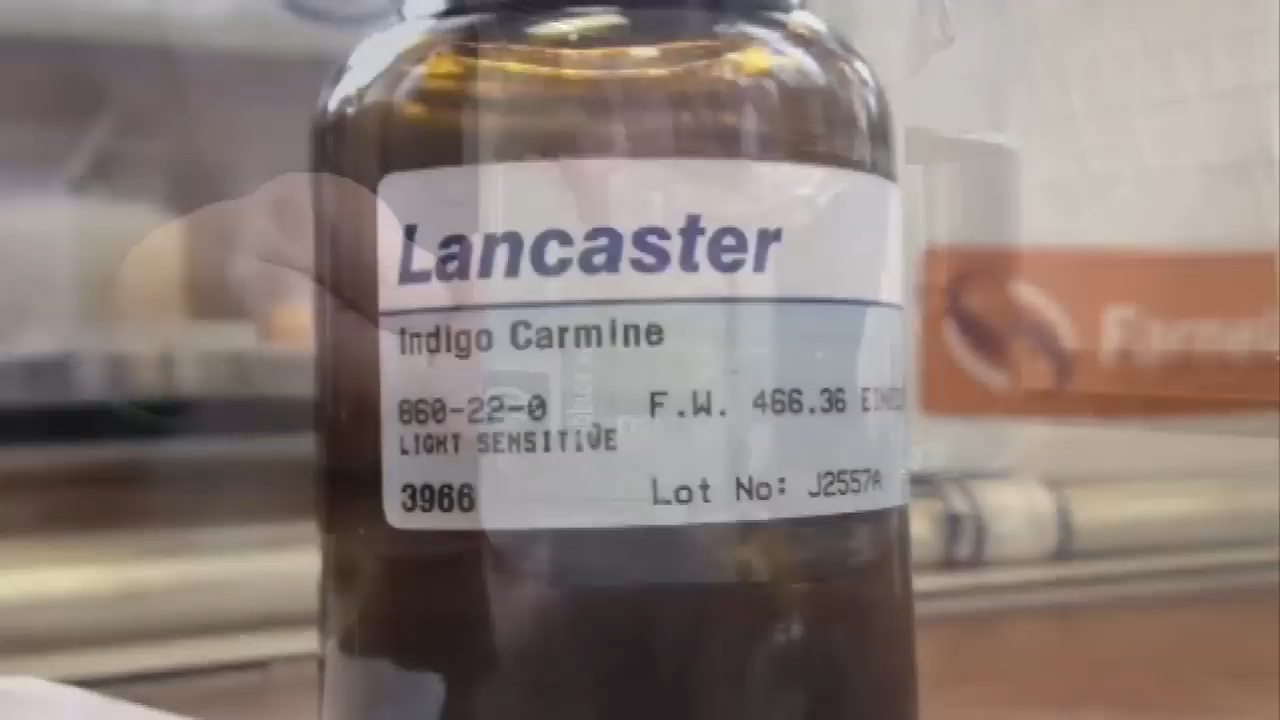 Lancaster
Indigo Carmine
860-22-0 F.W. 466.36
LIGHT SENSITIVE
3966 Lot No: J2557A